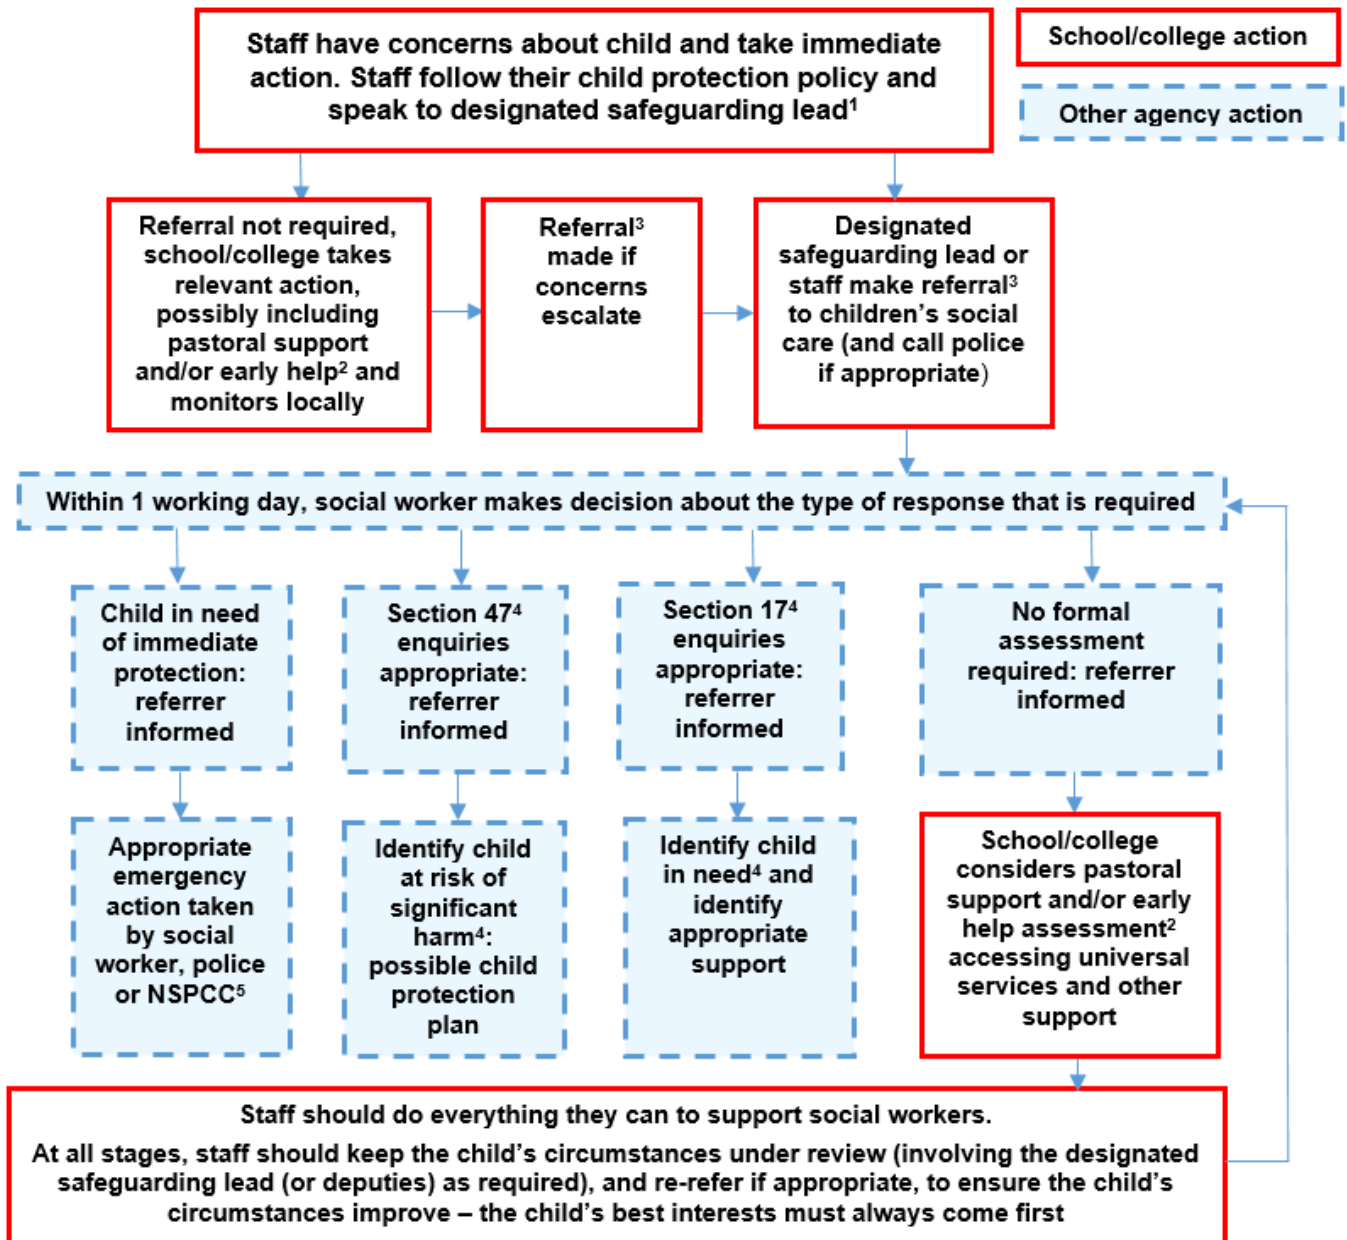 Staff have concerns about child and take immediate
action. Staff follow their child protection policy and
speak to designated safeguarding lead¹
School/college action
Other agency action
Referral not required,
school/college takes
relevant action,
possibly including
pastoral support
and/or early help² and
monitors locally
Referral³
made if
concerns
escalate
Designated
safeguarding lead or
staff make referral³
to children’s social
care (and call police
if appropriate)
Within 1 working day, social worker makes decision about the type of response that is required
Child in need
of immediate
protection:
referrer
informed
Section 47⁴
enquiries
appropriate:
referrer
informed
Section 17⁴
enquiries
appropriate:
referrer
informed
No formal
assessment
required: referrer
informed
Appropriate
emergency
action taken
by social
worker, police
or NSPCC⁵
Identify child
at risk of
significant
harm⁴:
possible child
protection
plan
Identify child
in need⁴ and
identify
appropriate
support
School/college
considers pastoral
support and/or early
help assessment²
accessing universal
services and other
support
Staff should do everything they can to support social workers.
At all stages, staff should keep the child’s circumstances under review (involving the designated
safeguarding lead (or deputies) as required), and re-refer if appropriate, to ensure the child’s
circumstances improve – the child’s best interests must always come first